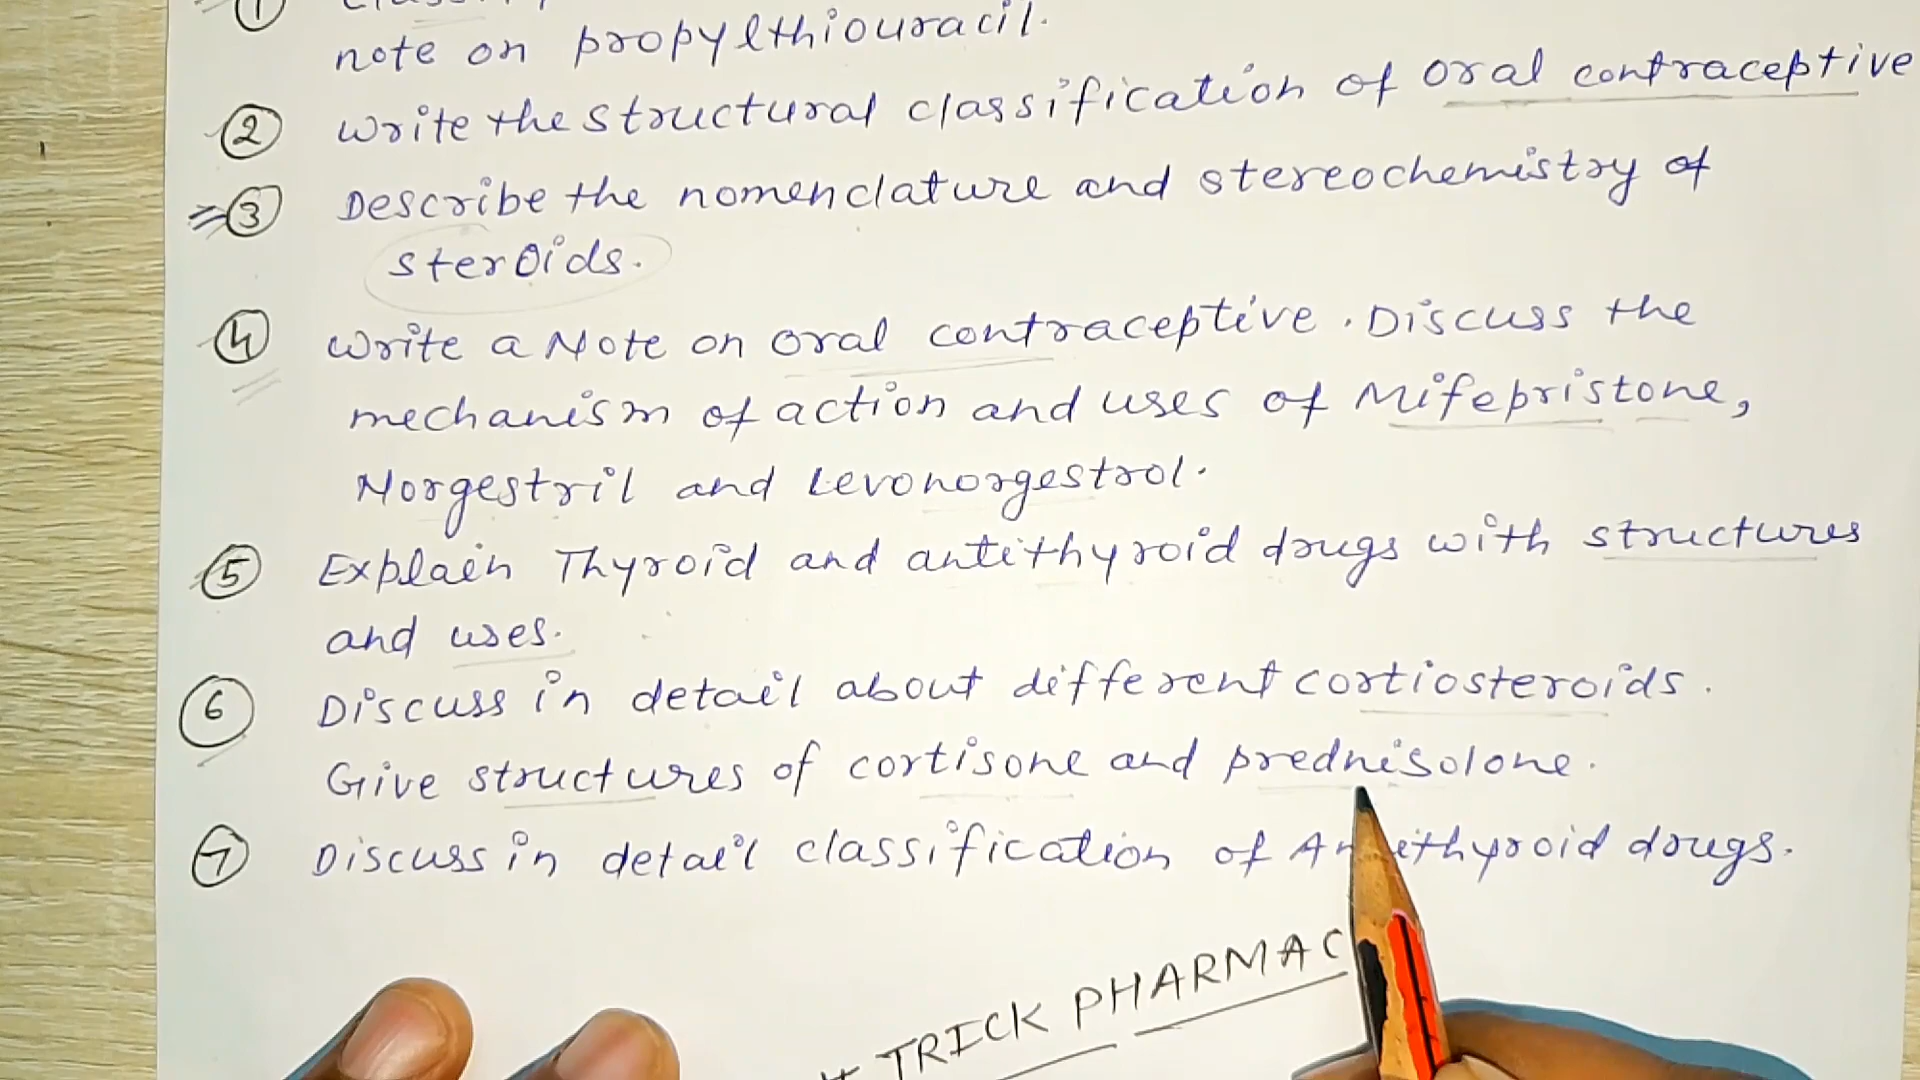 ①
note on propylthiouracil.
② Write the structural classification of oral contraceptive
③ Describe the nomenclature and stereochemistry of
steroids.
④ Write a Note on oral contraceptive. Discuss the
mechanism of action and uses of Mifepristone,
Norgestril and Levonorgestrol.
⑤ Explain Thyroid and antithyroid drugs with structures
and uses.
⑥ Discuss in detail about different cortiosteroids.
Give structures of cortisone and prednisolone.
⑦ Discuss in detail classification of Antithyroid drugs.
TRICK PHARMAC